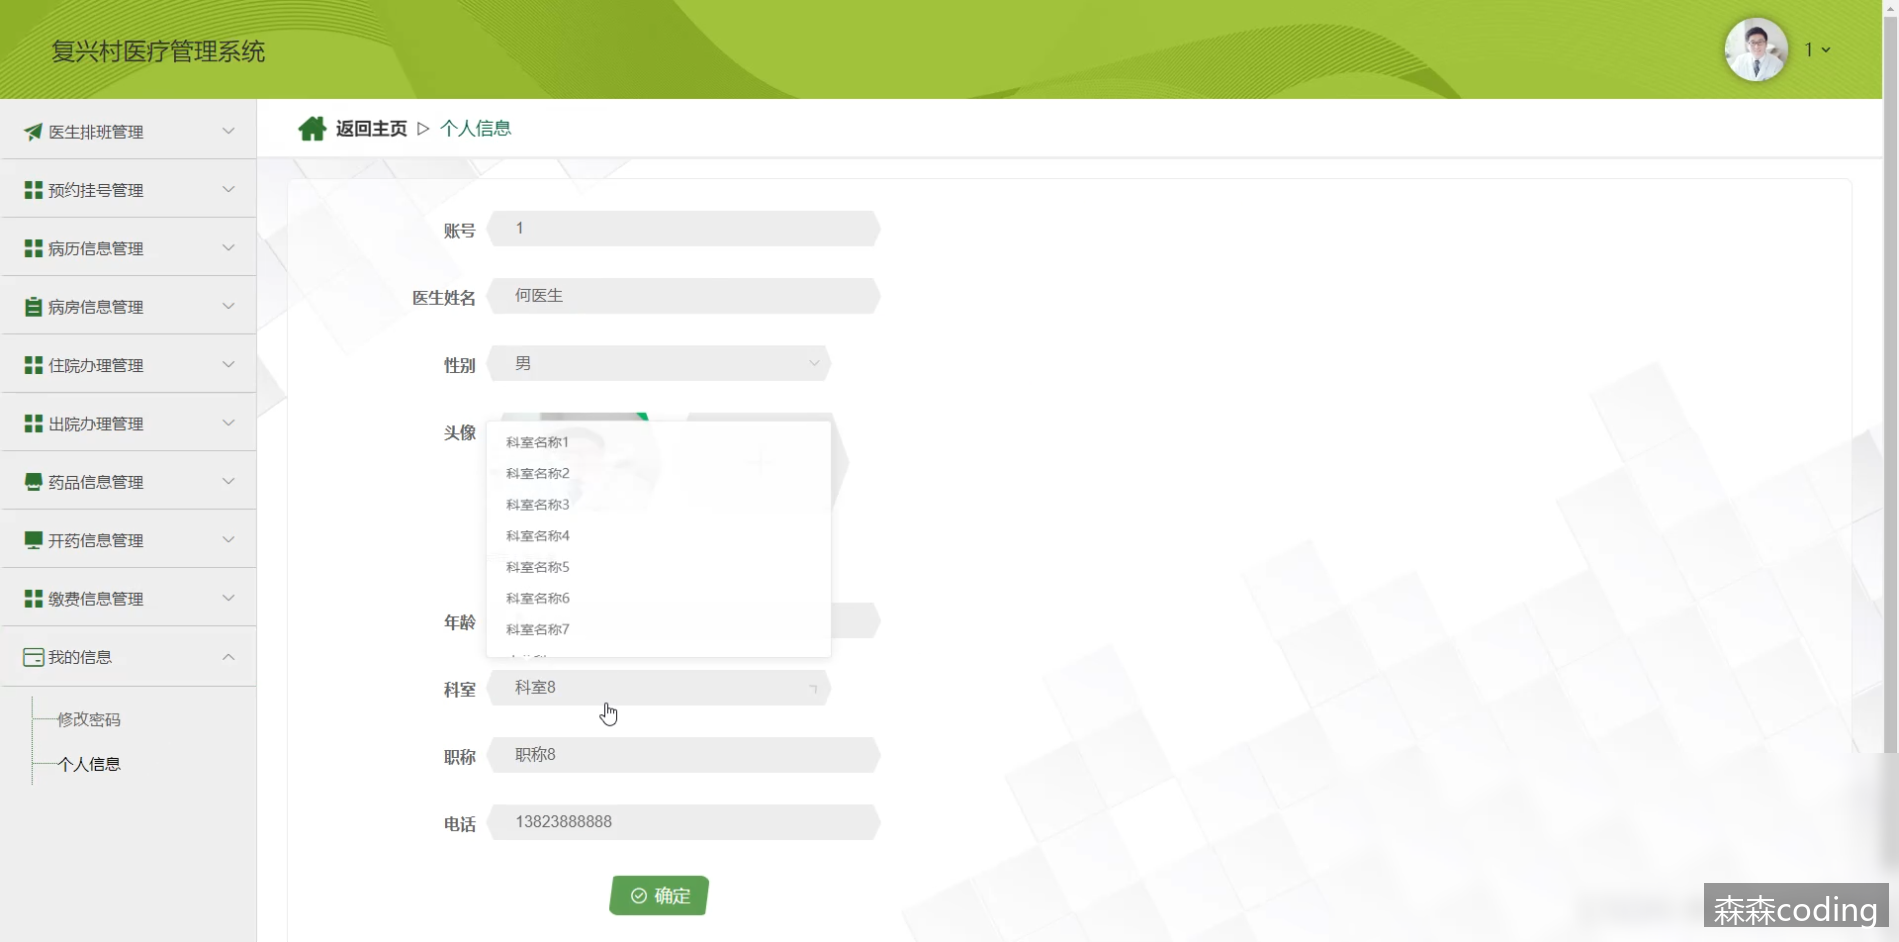 复兴村医疗管理系统
1
医生排班管理
预约挂号管理
病历信息管理
病房信息管理
住院办理管理
出院办理管理
药品信息管理
开药信息管理
缴费信息管理
我的信息
修改密码
个人信息
返回主页 ▷ 个人信息
账号 1
医生姓名 何医生
性别 男
头像
科室名称1
科室名称2
科室名称3
科室名称4
科室名称5
科室名称6
科室名称7
年龄
科室 科室8
职称 职称8
电话 13823888888
确定
森森coding